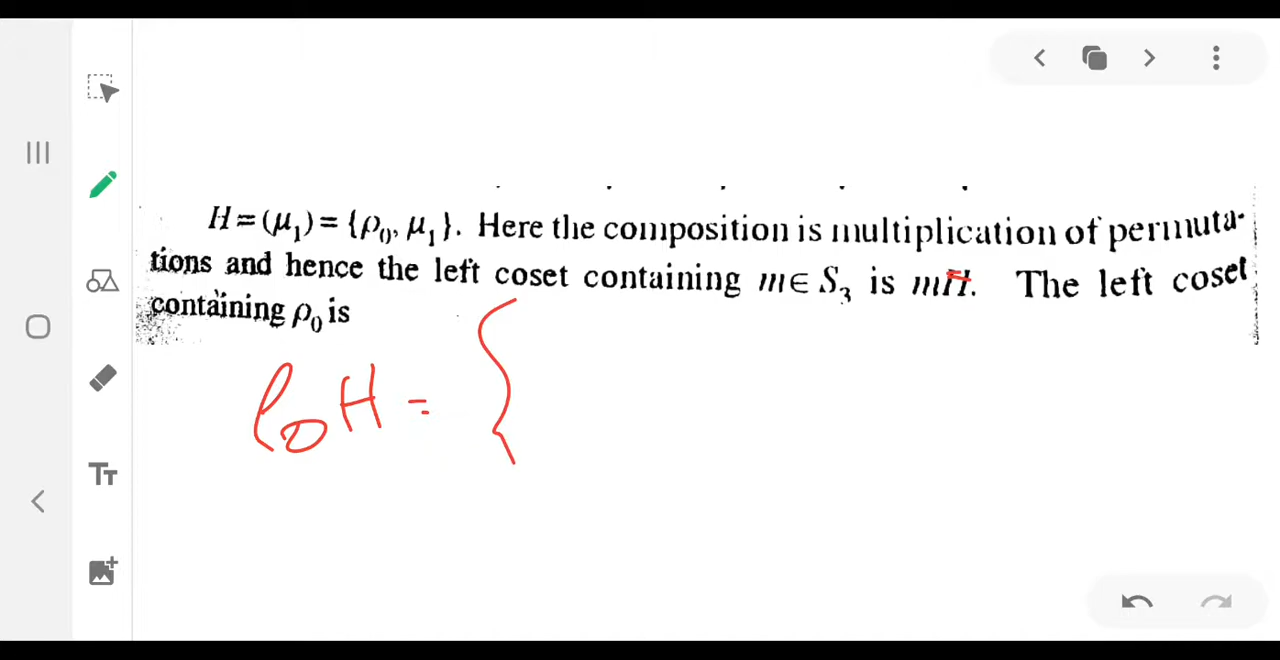 H = (μ₁) = {ρ₀, μ₁}. Here the composition is multiplication of permuta-
tions and hence the left coset containing m ∈ S₃ is mH. The left coset
containing ρ₀ is
ρ₀H = {
TT